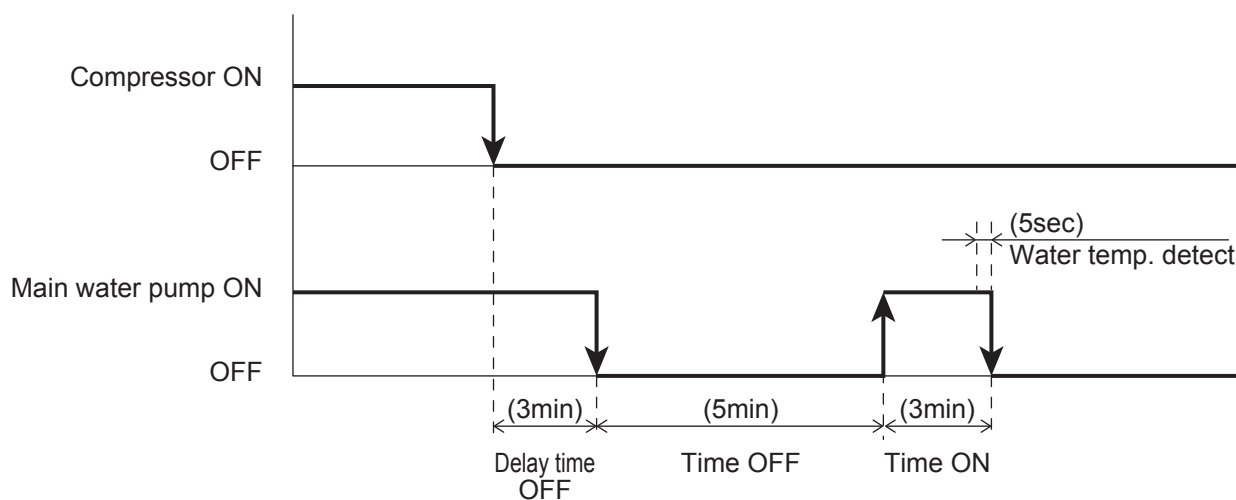 Compressor ON
OFF
(5sec)
Water temp. detect
Main water pump ON
OFF
(3min)
(5min)
(3min)
Delay time
OFF
Time OFF
Time ON